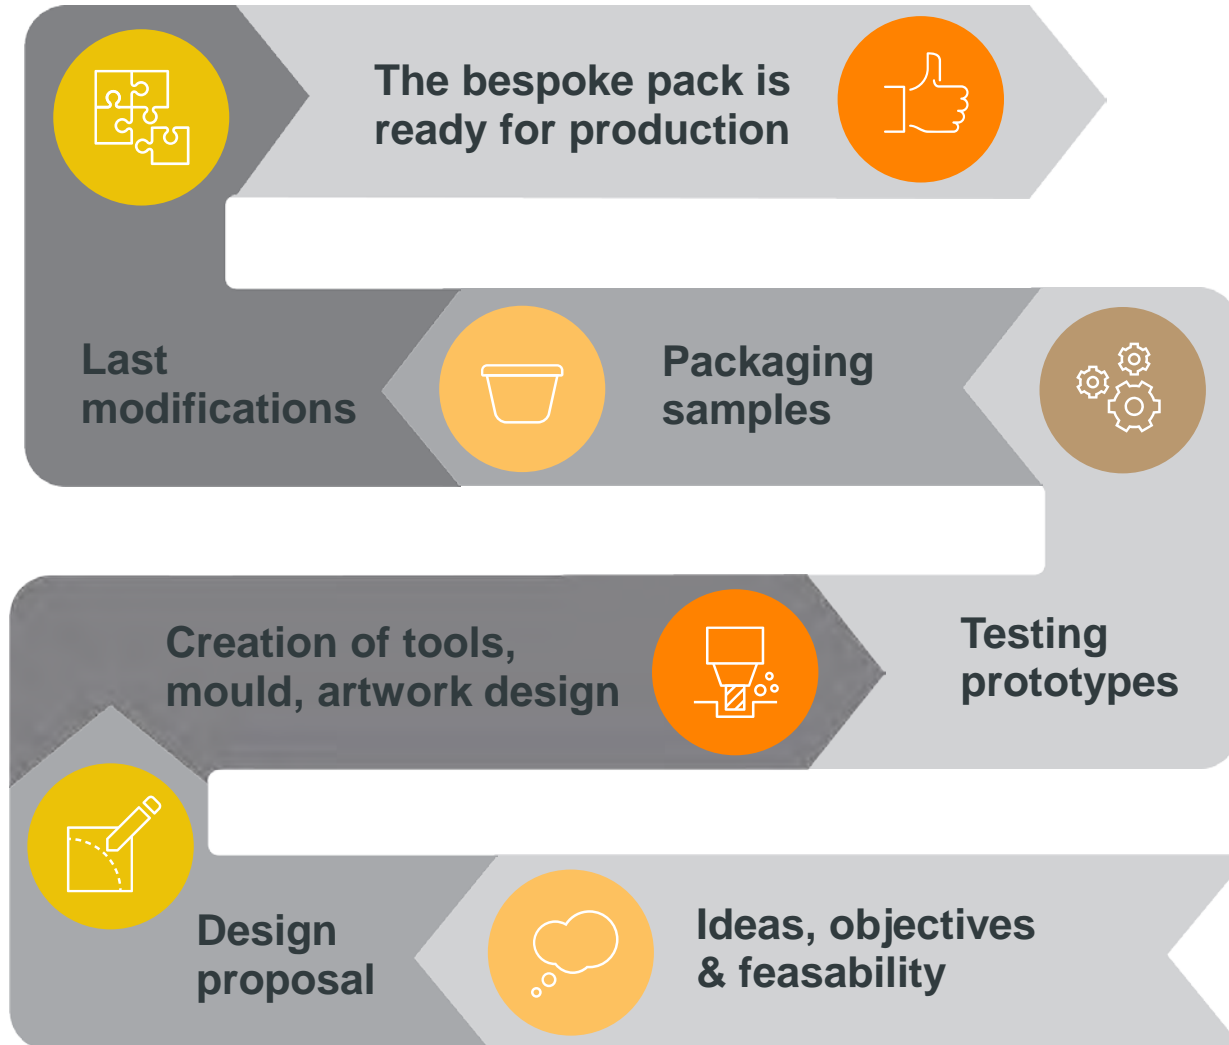 The bespoke pack is
ready for production
Last
modifications
Packaging
samples
Creation of tools,
mould, artwork design
Testing
prototypes
Design
proposal
Ideas, objectives
& feasability